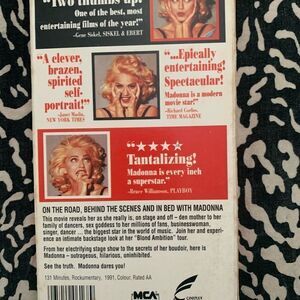 "Two thumbs up!
One of the best, most
entertaining films of the year!"
-Gene Siskel, SISKEL & EBERT
"A clever,
brazen,
spirited
self-
portrait!"
-Janet Maslin,
NEW YORK TIMES
"...Epically
entertaining!
Spectacular!
Madonna is a modern
movie star!"
-Richard Corliss,
TIME MAGAZINE
"★★★★
Tantalizing!
Madonna is every inch
a superstar."
-Bruce Williamson, PLAYBOY
ON THE ROAD, BEHIND THE SCENES AND IN BED WITH MADONNA
This movie reveals her as she really is, on stage and off – den mother to her
family of dancers, sex goddess to her millions of fans, businesswoman,
singer, dancer ... the biggest star in the world of music. Join her and experi-
ence an intimate backstage look at her "Blond Ambition" tour.
From her electrifying stage show to the secrets of her boudoir, here is
Madonna – outrageous, hilarious, uninhibited.
See the truth. Madonna dares you!
131 Minutes, Rockumentary, 1991, Colour, Rated AA
MCA
CINEPLEX